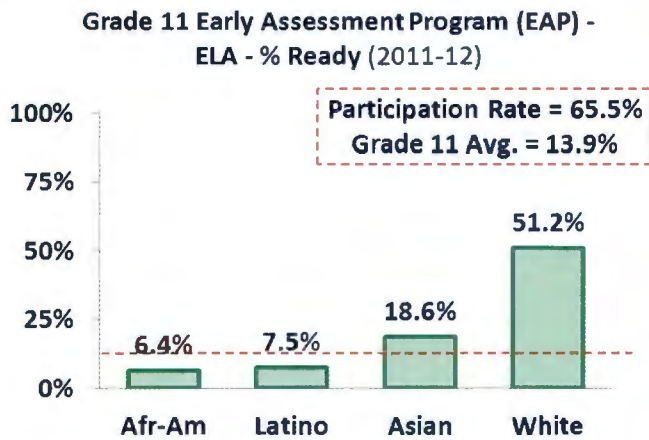 Grade 11 Early Assessment Program (EAP) -
ELA - % Ready (2011-12)
Participation Rate = 65.5%
Grade 11 Avg. = 13.9%
100%
75%
50%
25%
0%
6.4%
7.5%
18.6%
51.2%
Afr-Am Latino Asian White